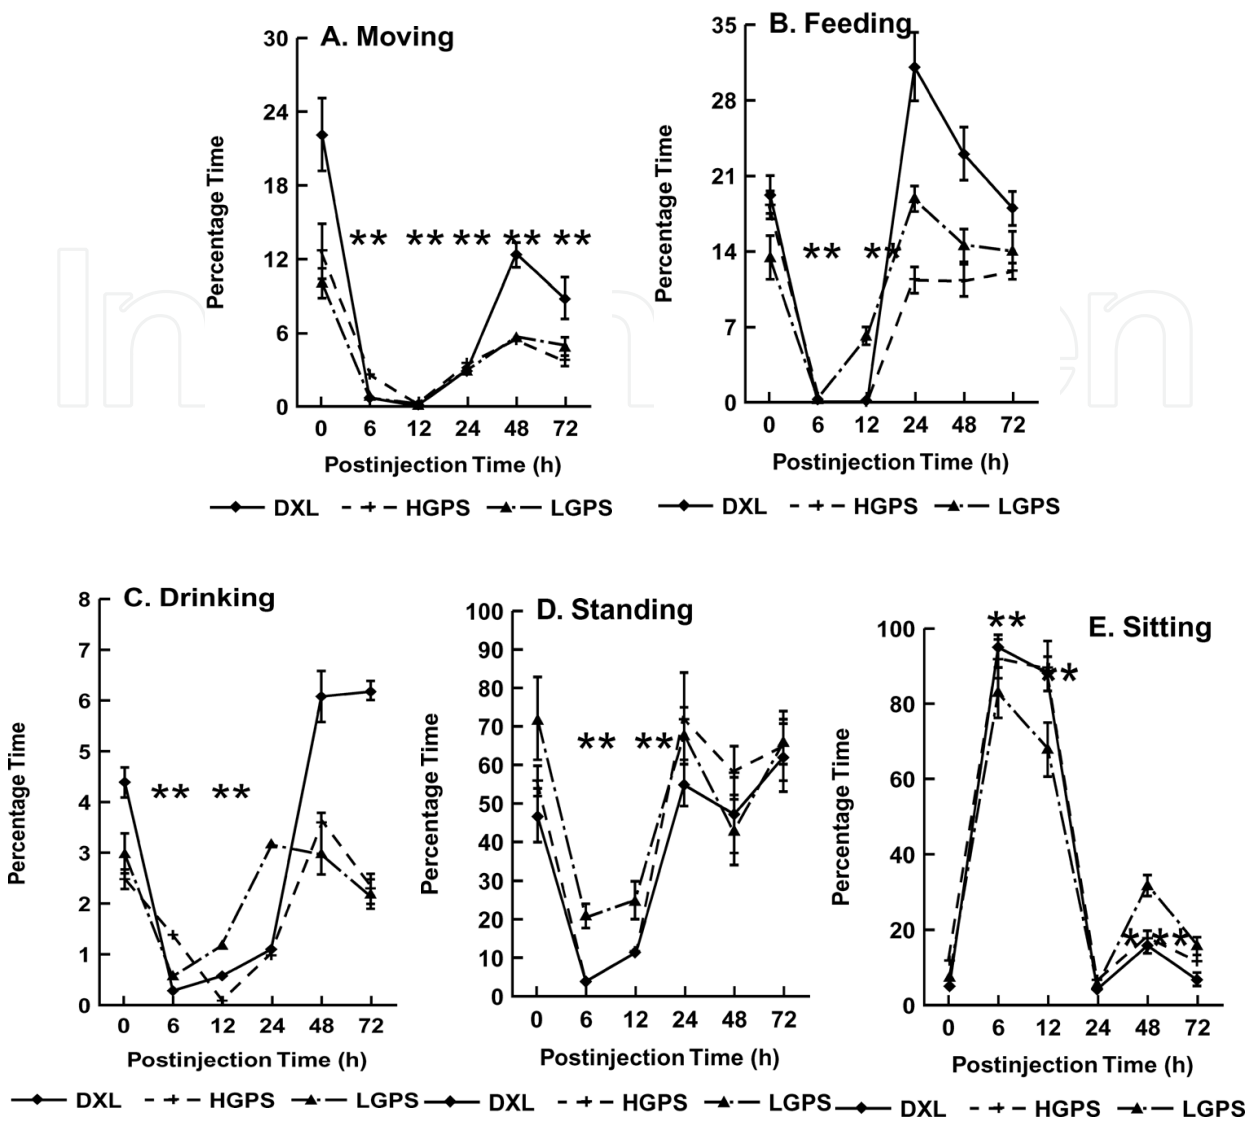 A. Moving
30
24
18
12
6
0
Percentage Time
** ** ** ** **
0 6 12 24 48 72
Postinjection Time (h)
DXL HGPS LGPS
B. Feeding
35
28
21
14
7
0
Percentage Time
** **
0 6 12 24 48 72
Postinjection Time (h)
DXL HGPS LGPS
C. Drinking
8
7
6
5
4
3
2
1
0
Percentage Time
** **
0 6 12 24 48 72
Postinjection Time (h)
DXL HGPS LGPS
D. Standing
100
90
80
70
60
50
40
30
20
10
0
Percentage Time
** **
0 6 12 24 48 72
Postinjection Time (h)
DXL HGPS LGPS
E. Sitting
100
80
60
40
20
0
Percentage Time
**
**
** **
0 6 12 24 48 72
Postinjection Time (h)
DXL HGPS LGPS